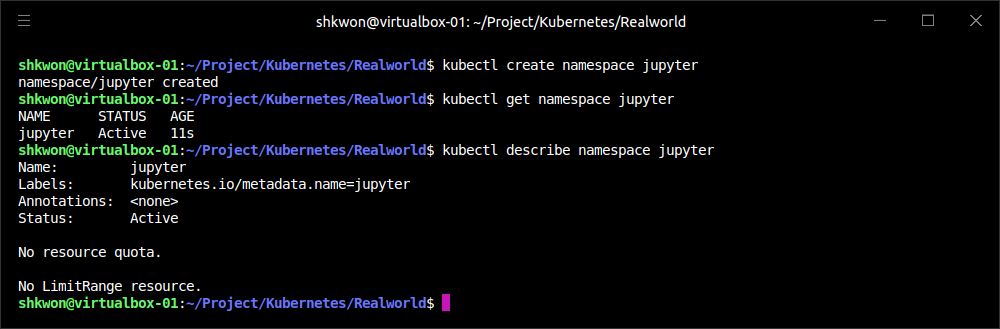 shkwon@virtualbox-01: ~/Project/Kubernetes/Realworld
shkwon@virtualbox-01:~/Project/Kubernetes/Realworld$ kubectl create namespace jupyter
namespace/jupyter created
shkwon@virtualbox-01:~/Project/Kubernetes/Realworld$ kubectl get namespace jupyter
NAME      STATUS   AGE
jupyter   Active   11s
shkwon@virtualbox-01:~/Project/Kubernetes/Realworld$ kubectl describe namespace jupyter
Name:         jupyter
Labels:       kubernetes.io/metadata.name=jupyter
Annotations:  <none>
Status:       Active
No resource quota.
No LimitRange resource.
shkwon@virtualbox-01:~/Project/Kubernetes/Realworld$